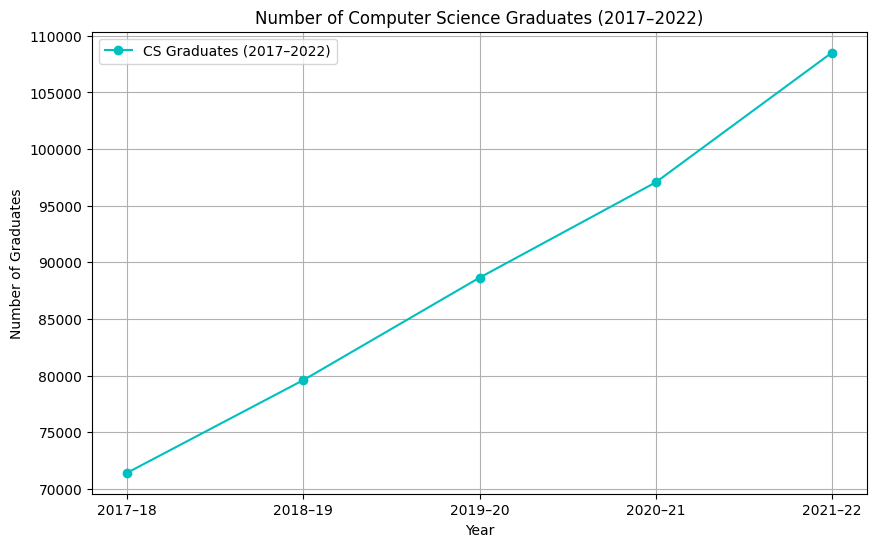 Number of Computer Science Graduates (2017–2022)
CS Graduates (2017–2022)
Number of Graduates
110000
105000
100000
95000
90000
85000
80000
75000
70000
2017–18 2018–19 2019–20 2020–21 2021–22
Year